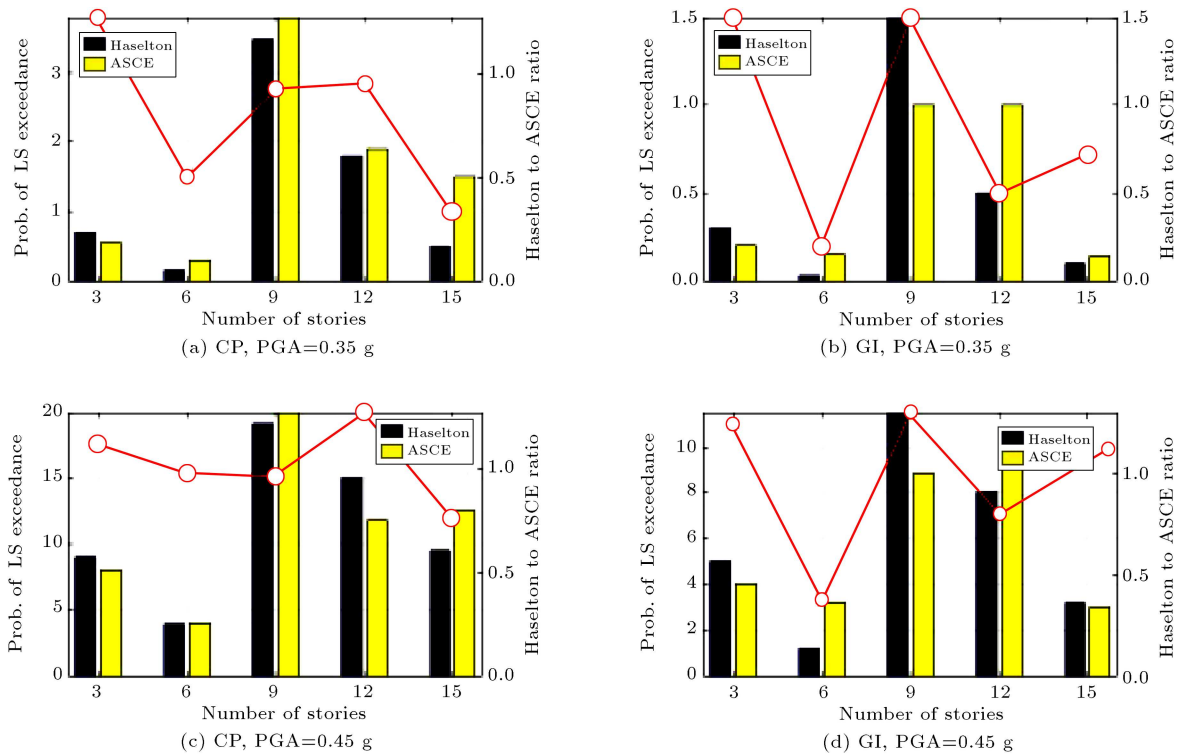 Prob. of LS exceedance
3
2
1
0
Haselton
ASCE
1.0
0.5
0.0
Haselton to ASCE ratio
3 6 9 12 15
Number of stories
(a) CP, PGA=0.35 g
Prob. of LS exceedance
1.5
1.0
0.5
0.0
Haselton
ASCE
1.5
1.0
0.5
0.0
Haselton to ASCE ratio
3 6 9 12 15
Number of stories
(b) GI, PGA=0.35 g
Prob. of LS exceedance
20
15
10
5
0
Haselton
ASCE
1.0
0.5
0.0
Haselton to ASCE ratio
3 6 9 12 15
Number of stories
(c) CP, PGA=0.45 g
Prob. of LS exceedance
10
8
6
4
2
0
Haselton
ASCE
1.0
0.5
0.0
Haselton to ASCE ratio
3 6 9 12 15
Number of stories
(d) GI, PGA=0.45 g